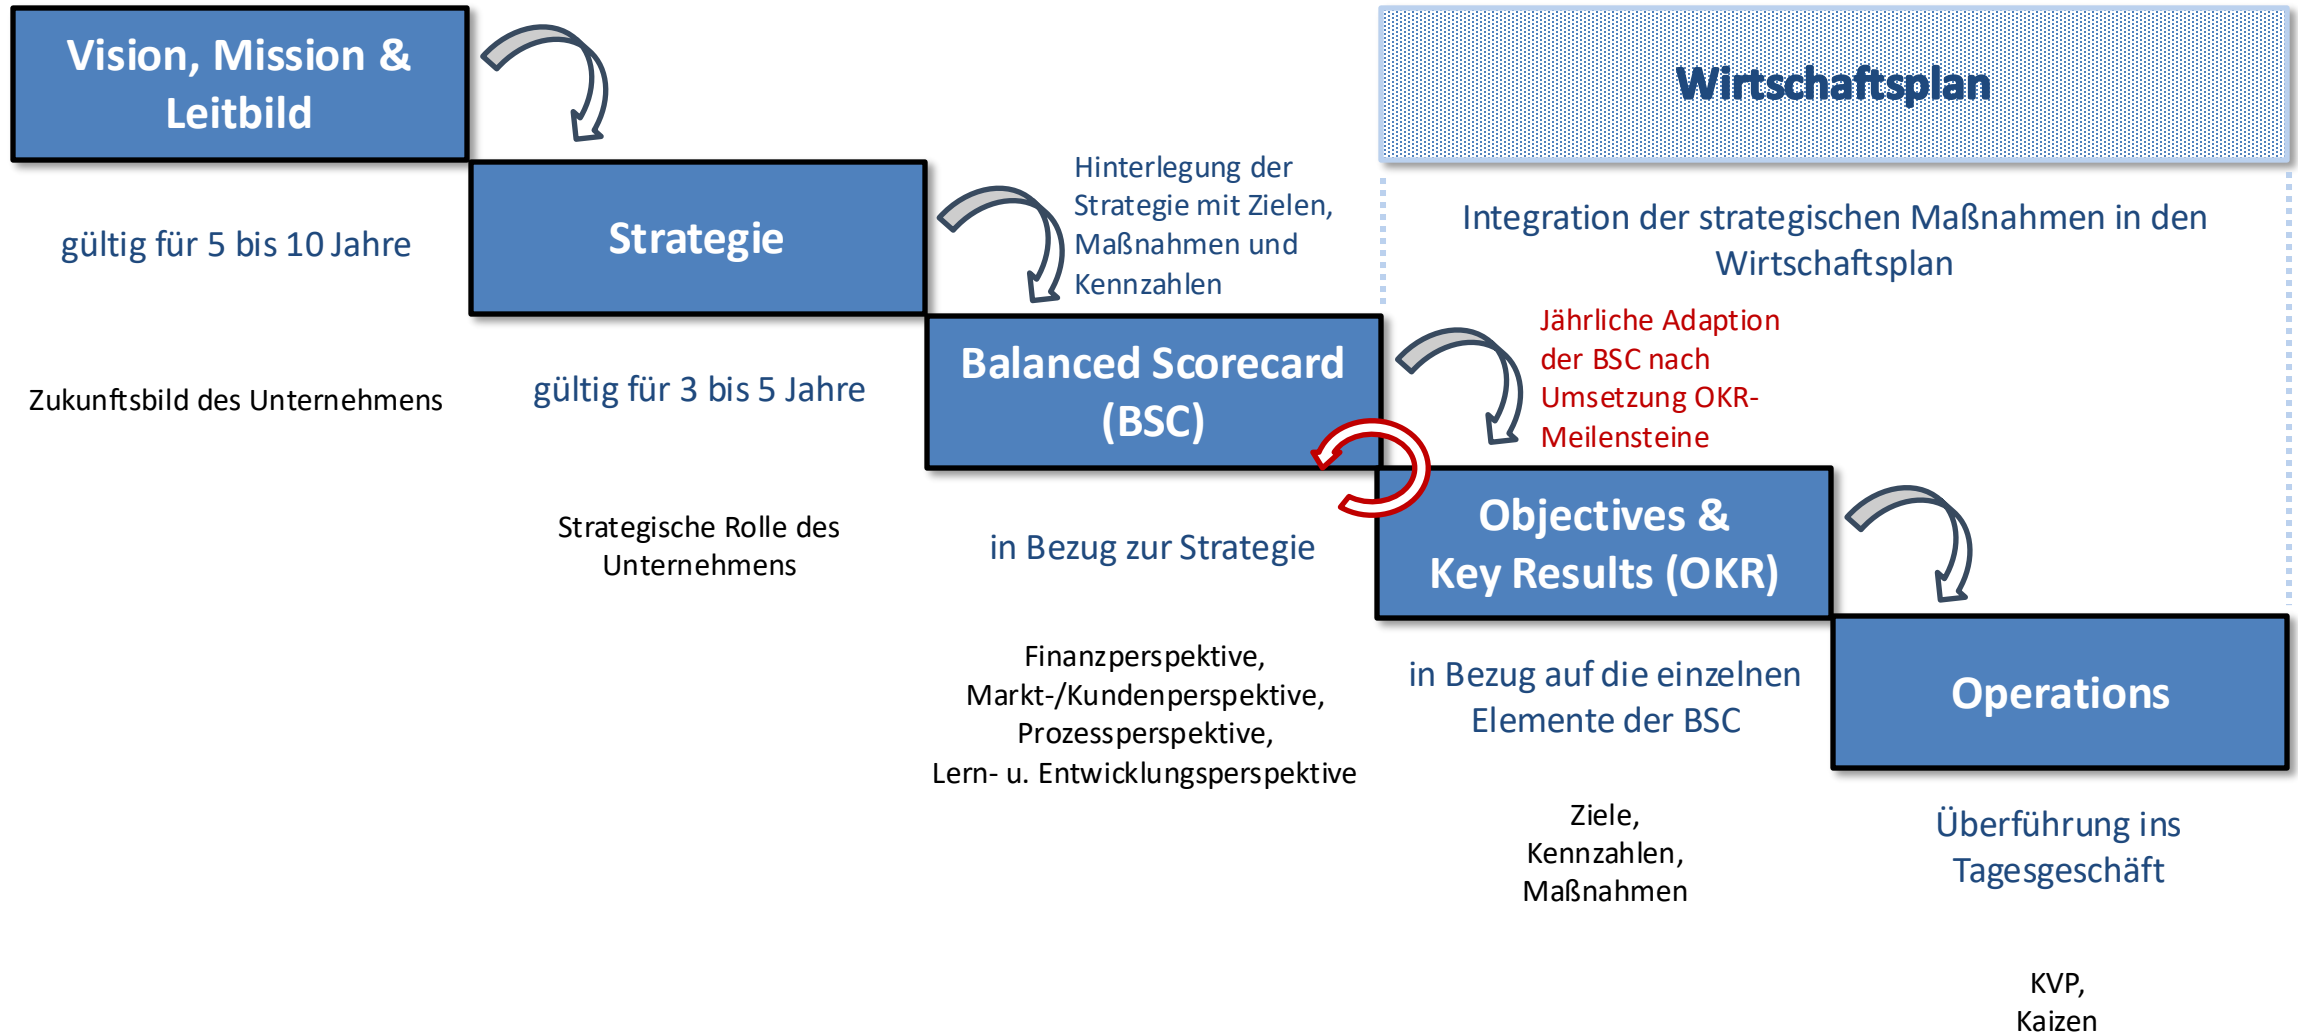 Vision, Mission &
Leitbild
gültig für 5 bis 10 Jahre
Zukunftsbild des Unternehmens
Strategie
gültig für 3 bis 5 Jahre
Strategische Rolle des
Unternehmens
Hinterlegung der
Strategie mit Zielen,
Maßnahmen und
Kennzahlen
Balanced Scorecard
(BSC)
in Bezug zur Strategie
Finanzperspektive,
Markt-/Kundenperspektive,
Prozessperspektive,
Lern- u. Entwicklungsperspektive
Wirtschaftsplan
Integration der strategischen Maßnahmen in den
Wirtschaftsplan
Jährliche Adaption
der BSC nach
Umsetzung OKR-
Meilensteine
Objectives &
Key Results (OKR)
in Bezug auf die einzelnen
Elemente der BSC
Ziele,
Kennzahlen,
Maßnahmen
Operations
Überführung ins
Tagesgeschäft
KVP,
Kaizen